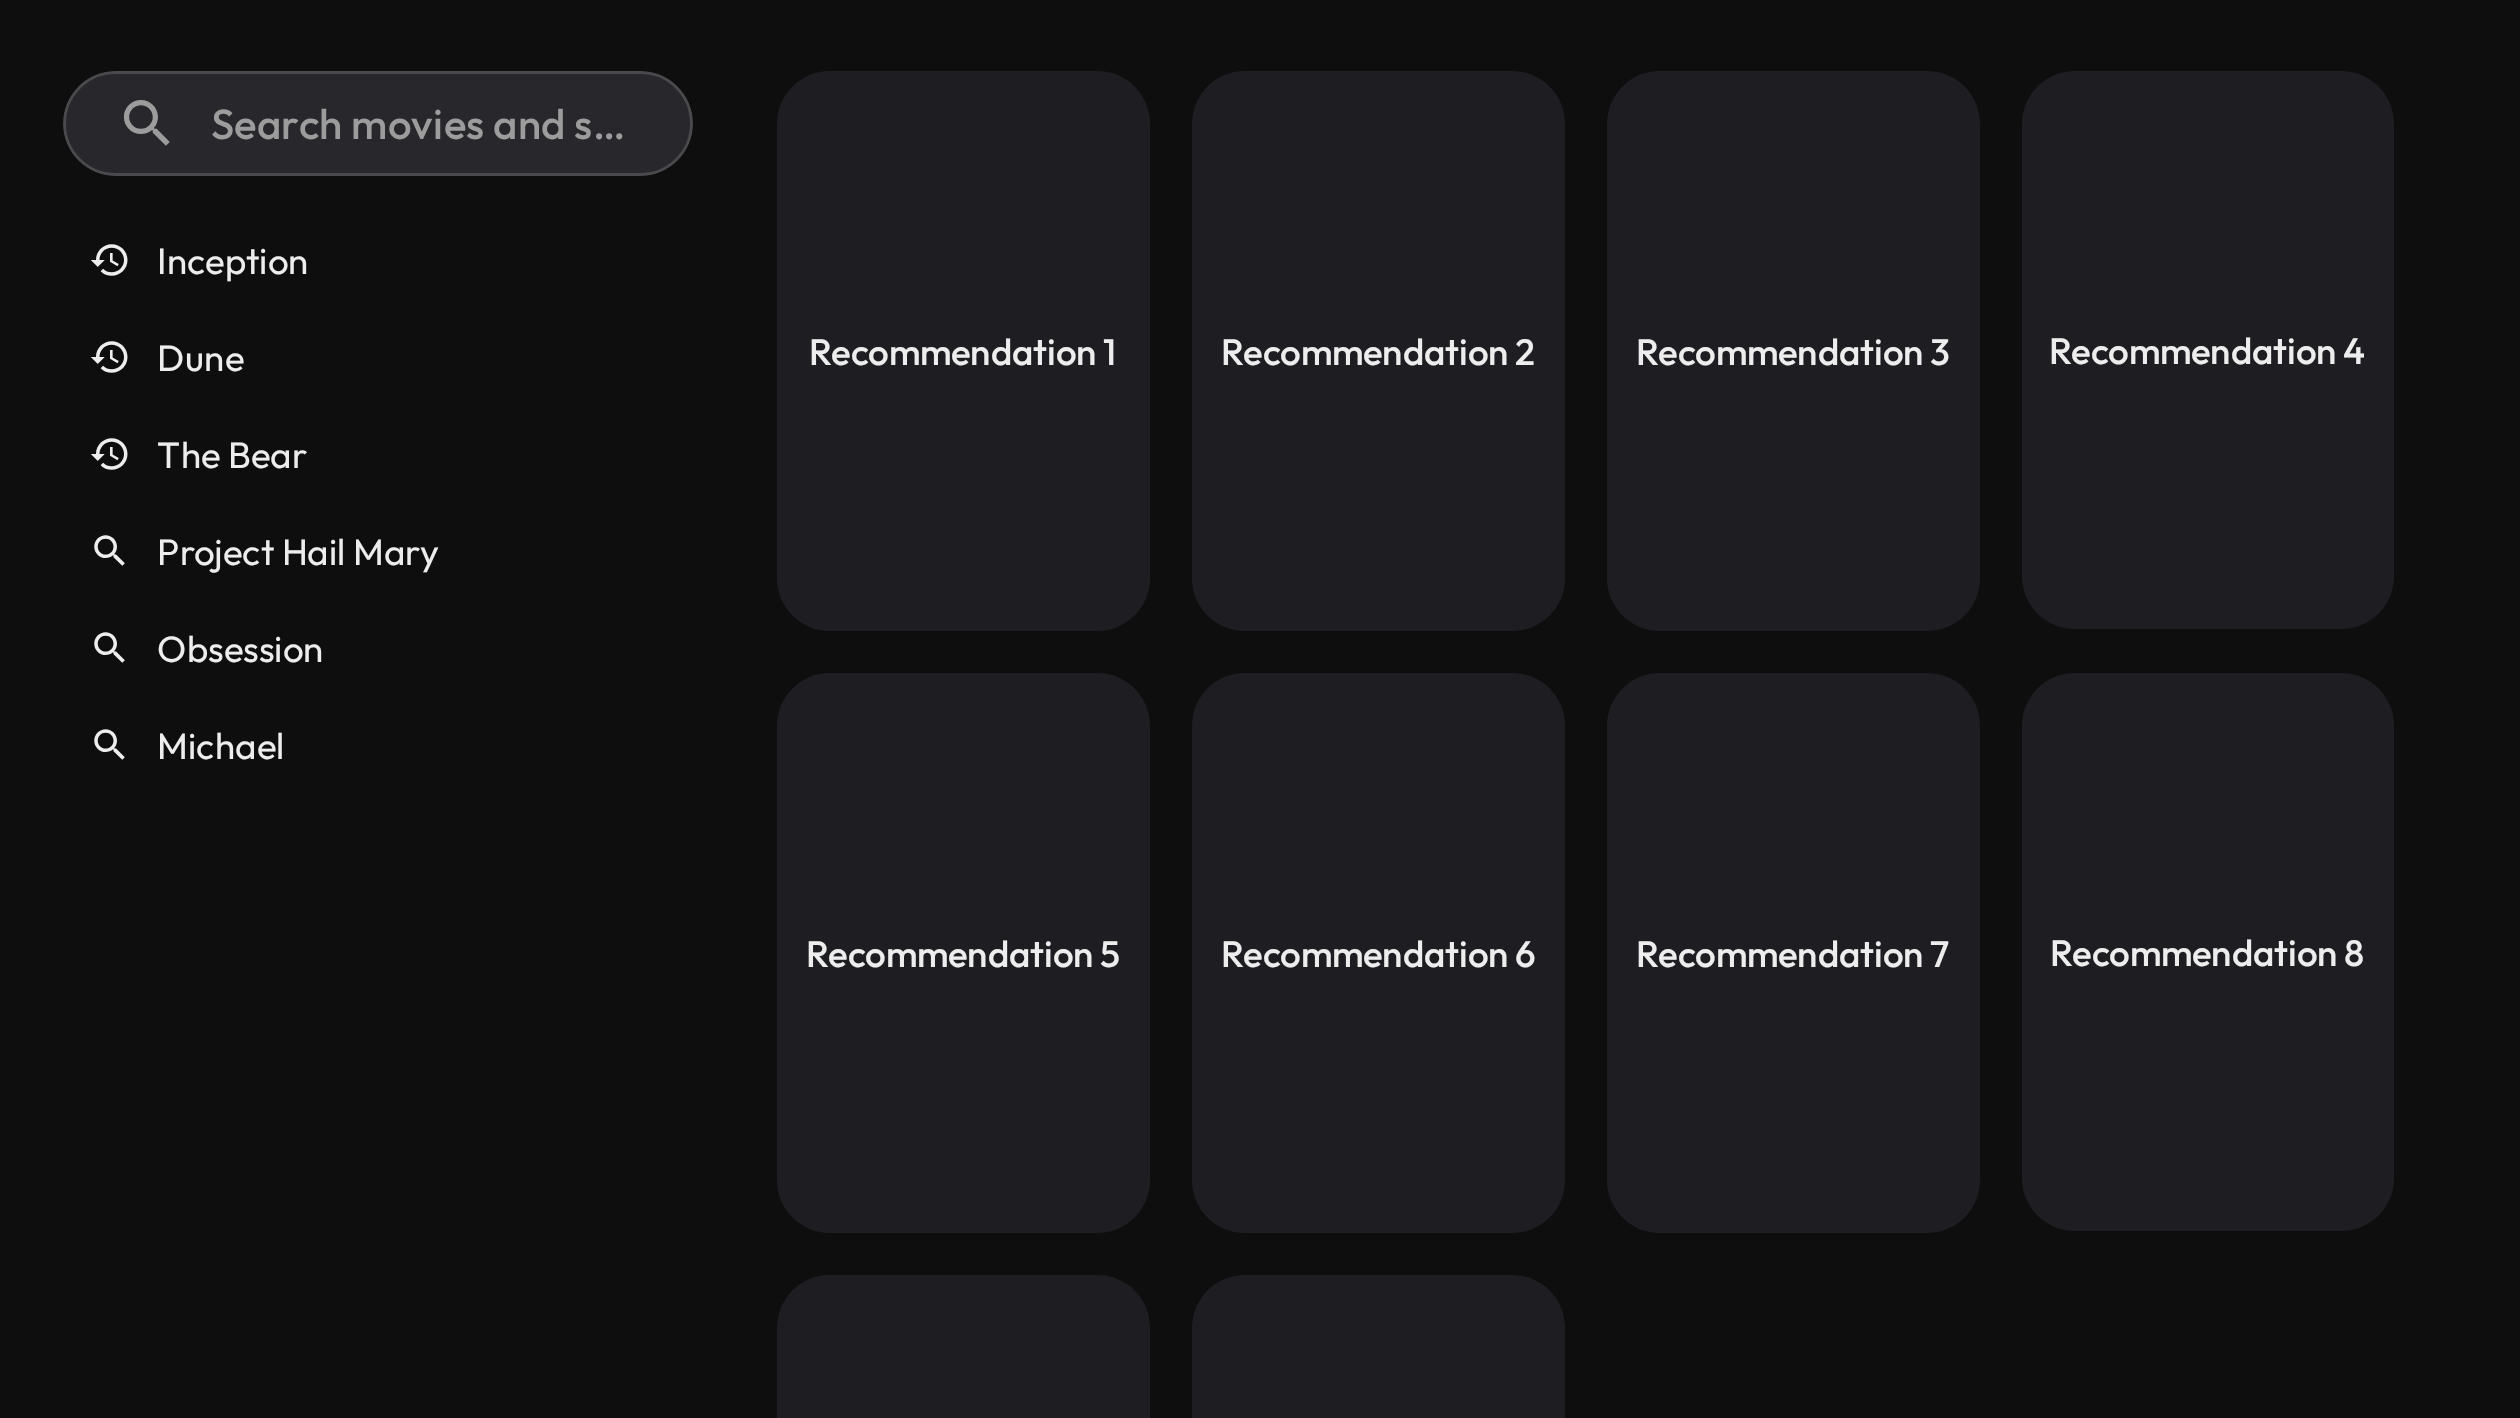 Search movies and s...
Inception
Dune
The Bear
Project Hail Mary
Obsession
Michael
Recommendation 1
Recommendation 2
Recommendation 3
Recommendation 4
Recommendation 5
Recommendation 6
Recommendation 7
Recommendation 8